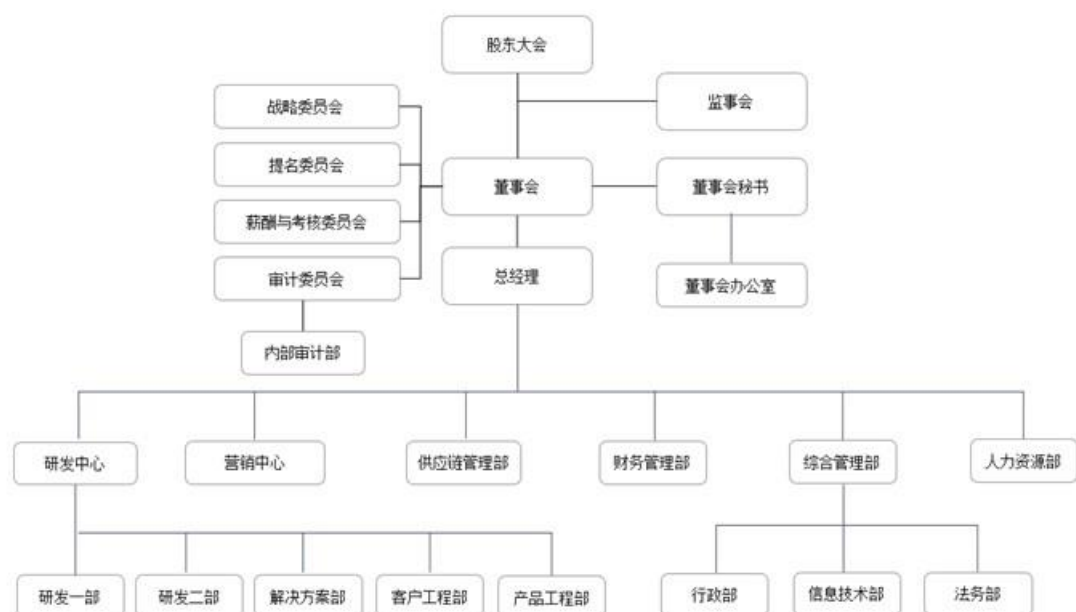 股东大会
监事会
战略委员会
提名委员会
董事会
董事会秘书
薪酬与考核委员会
审计委员会
总经理
董事会办公室
内部审计部
研发中心
营销中心
供应链管理部
财务管理部
综合管理部
人力资源部
研发一部
研发二部
解决方案部
客户工程部
产品工程部
行政部
信息技术部
法务部